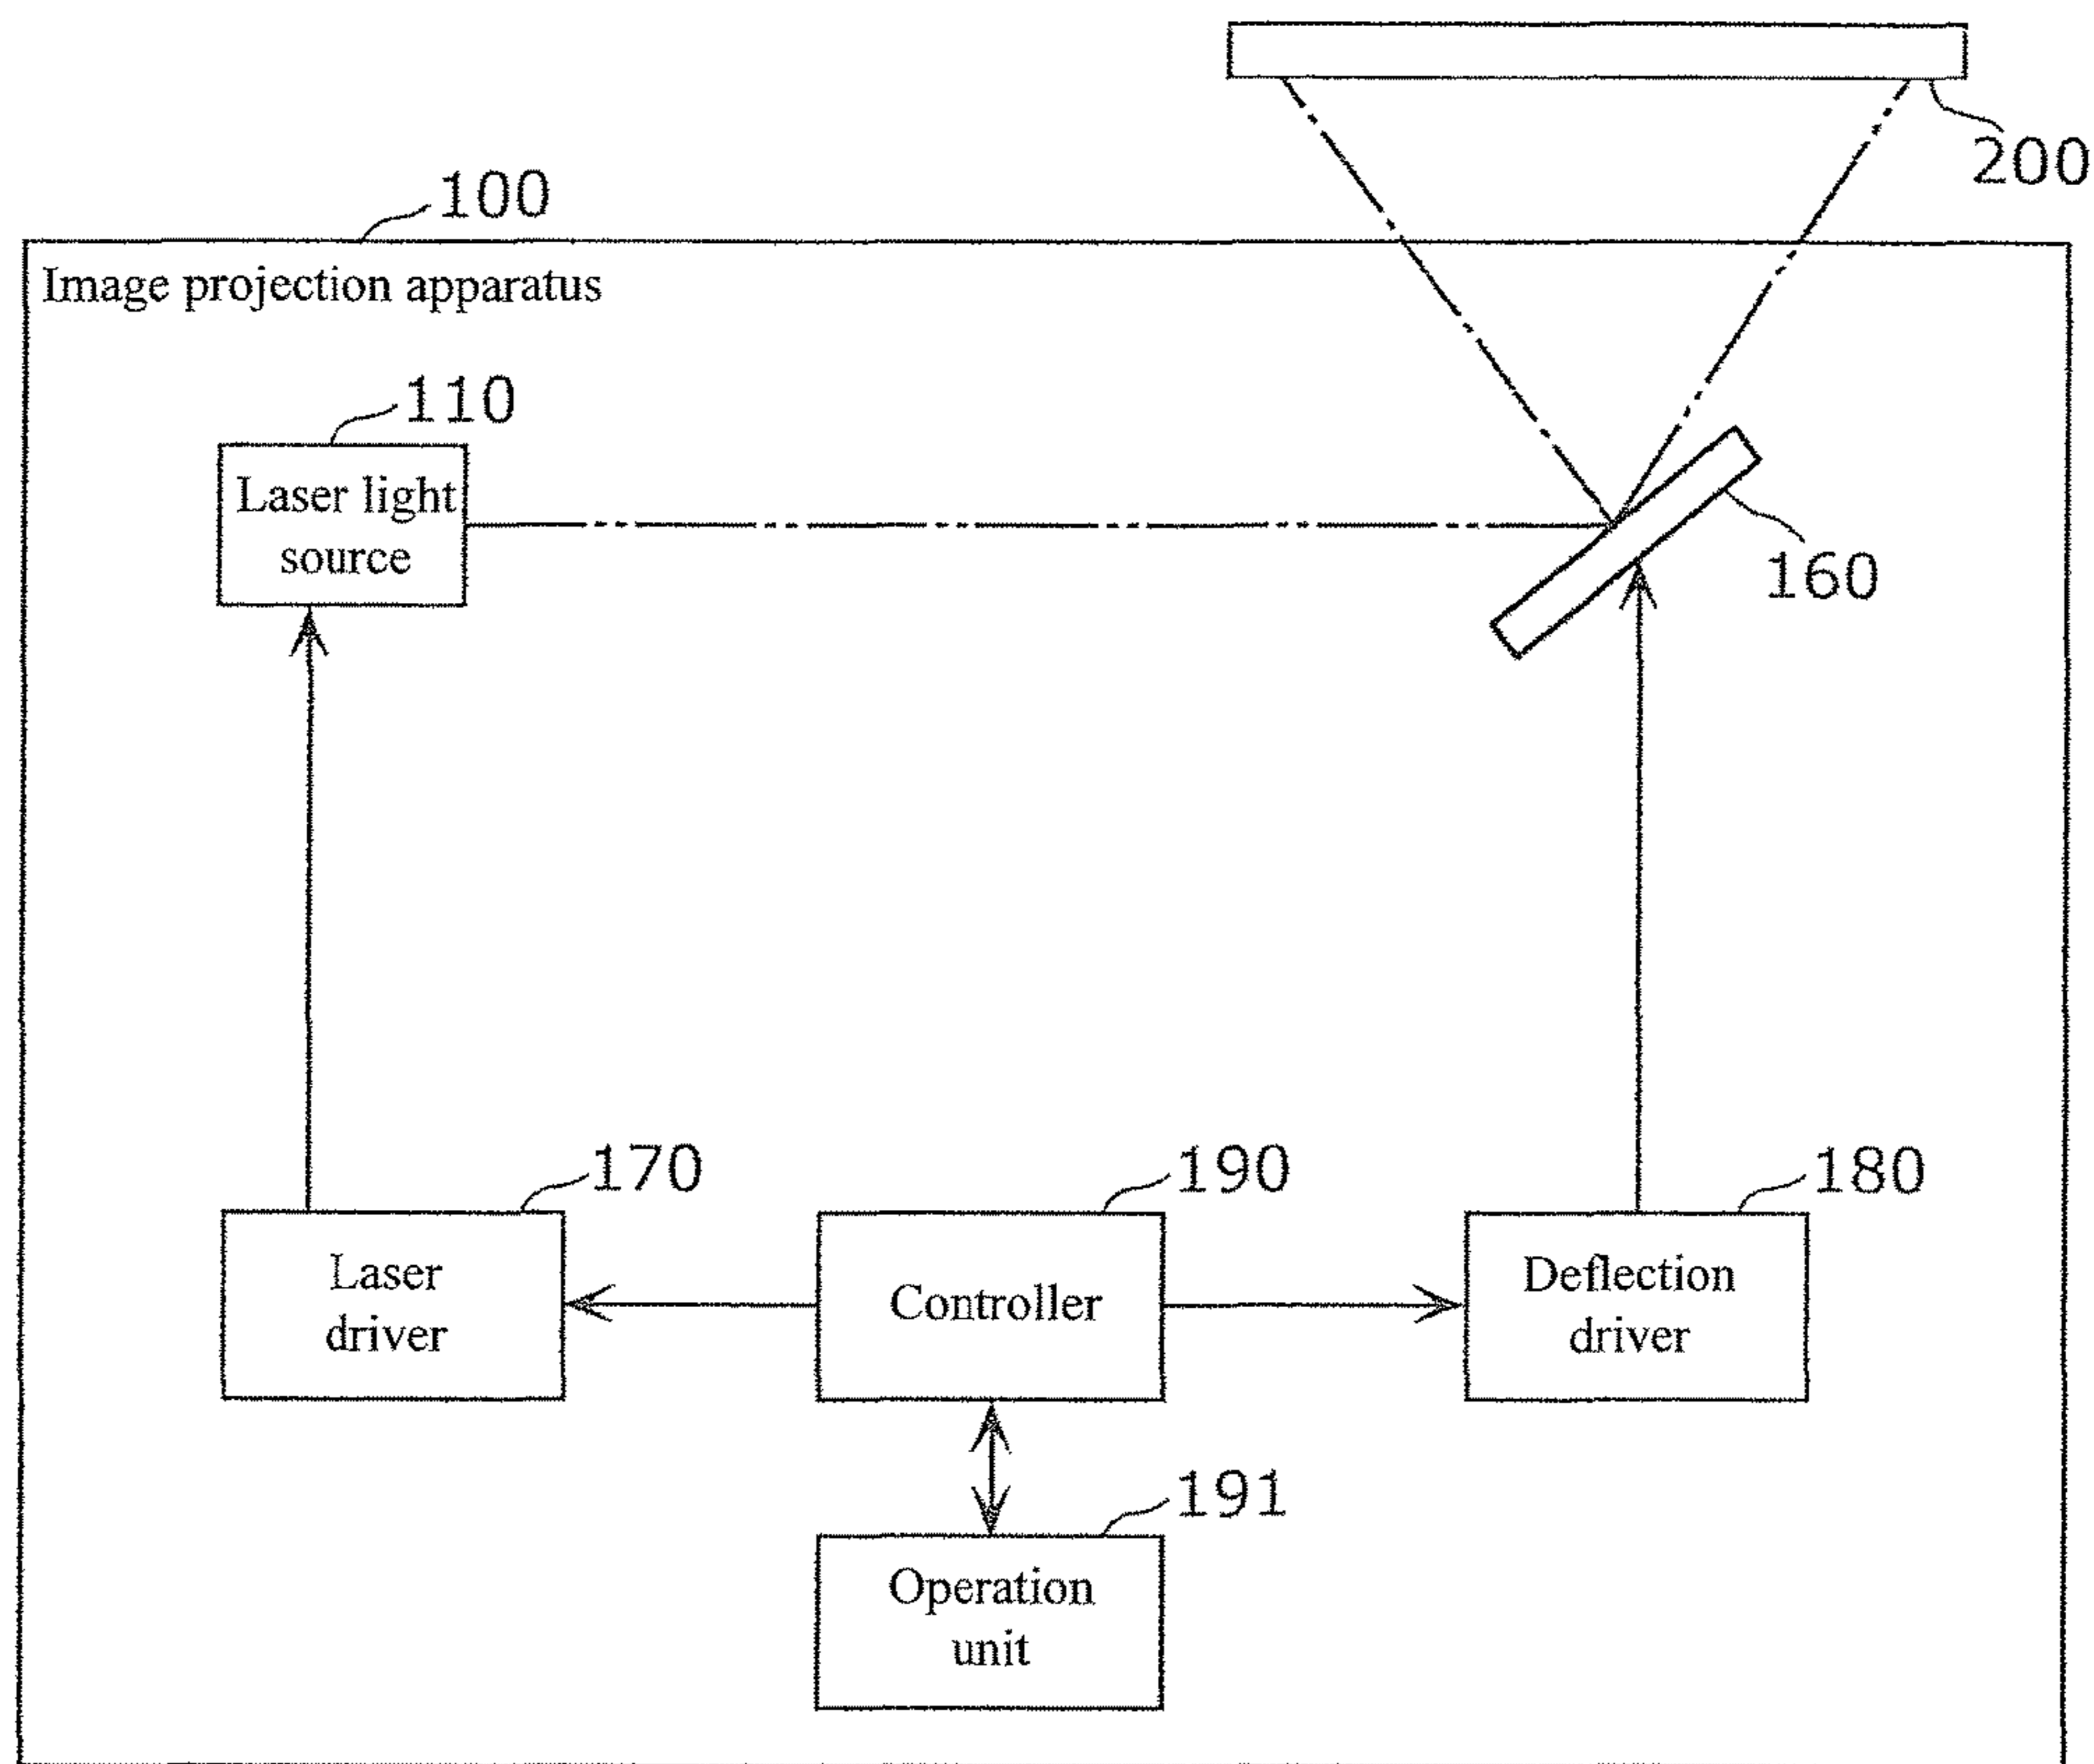 200
100
Image projection apparatus
110
Laser light
source
160
170
190
180
Laser
driver
Controller
Deflection
driver
191
Operation
unit